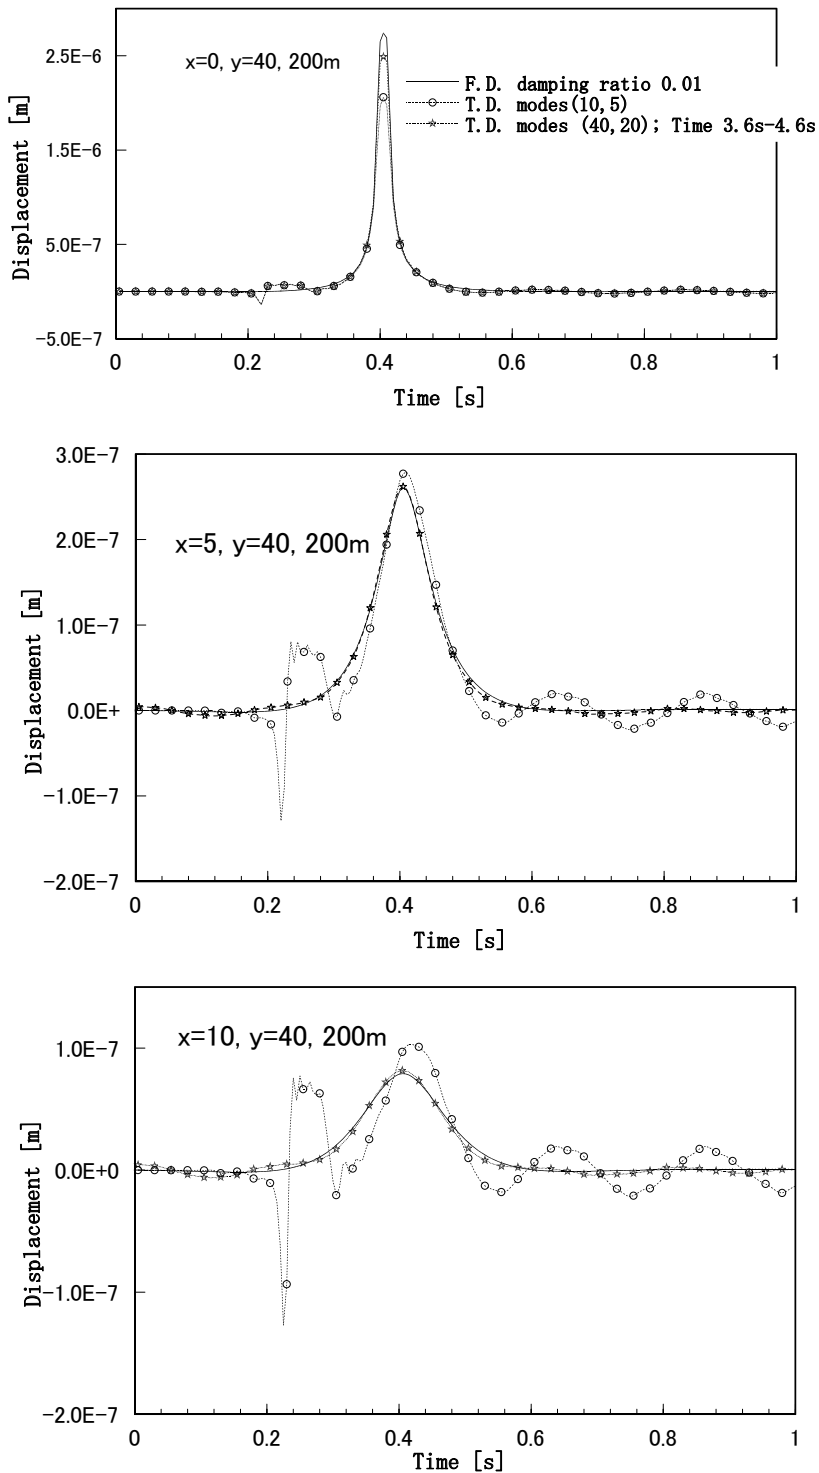 x=0, y=40, 200m
F.D. damping ratio 0.01
T.D. modes(10,5)
T.D. modes (40,20); Time 3.6s-4.6s
Displacement [m]
2.5E-6
1.5E-6
5.0E-7
-5.0E-7
0 0.2 0.4 0.6 0.8 1
Time [s]
x=5, y=40, 200m
Displacement [m]
3.0E-7
2.0E-7
1.0E-7
0.0E+
-1.0E-7
-2.0E-7
0 0.2 0.4 0.6 0.8 1
Time [s]
x=10, y=40, 200m
Displacement [m]
1.0E-7
0.0E+0
-1.0E-7
-2.0E-7
0 0.2 0.4 0.6 0.8 1
Time [s]